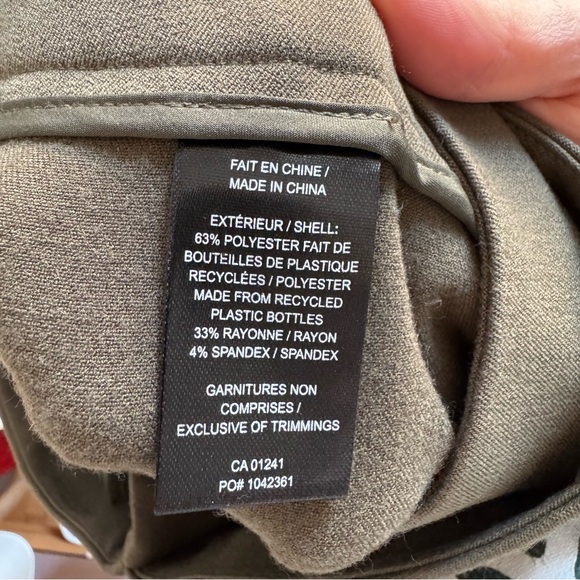 FAIT EN CHINE /
MADE IN CHINA
EXTÉRIEUR / SHELL:
63% POLYESTER FAIT DE
BOUTEILLES DE PLASTIQUE
RECYCLÉES / POLYESTER
MADE FROM RECYCLED
PLASTIC BOTTLES
33% RAYONNE / RAYON
4% SPANDEX / SPANDEX
GARNITURES NON
COMPRISES /
EXCLUSIVE OF TRIMMINGS
CA 01241
PO# 1042361